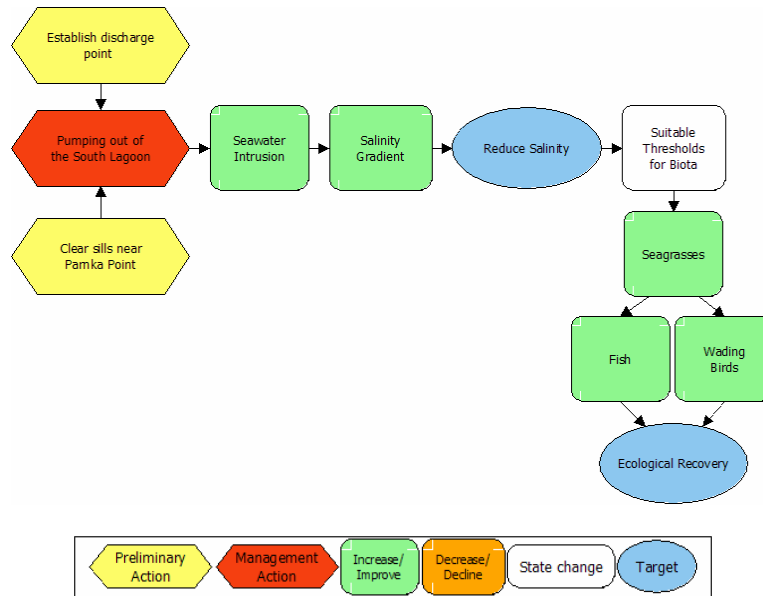 Establish discharge
point
Pumping out of
the South Lagoon
Clear sills near
Parnka Point
Seawater
Intrusion
Salinity
Gradient
Reduce Salinity
Suitable
Thresholds
for Biota
Seagrasses
Fish
Wading
Birds
Ecological Recovery
Preliminary
Action
Management
Action
Increase/
Improve
Decrease/
Decline
State change
Target